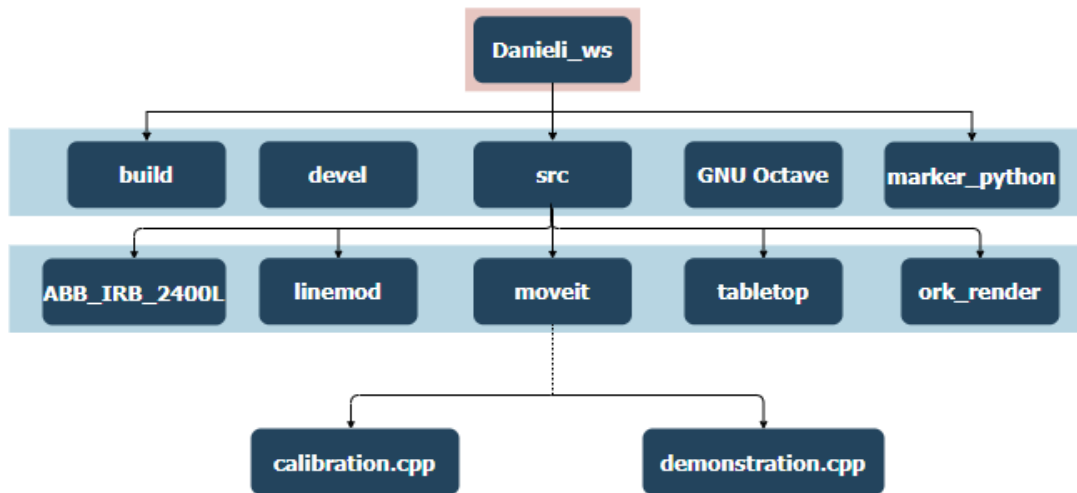 Danieli_ws
build
devel
src
GNU Octave
marker_python
ABB_IRB_2400L
linemod
moveit
tabletop
ork_render
calibration.cpp
demonstration.cpp